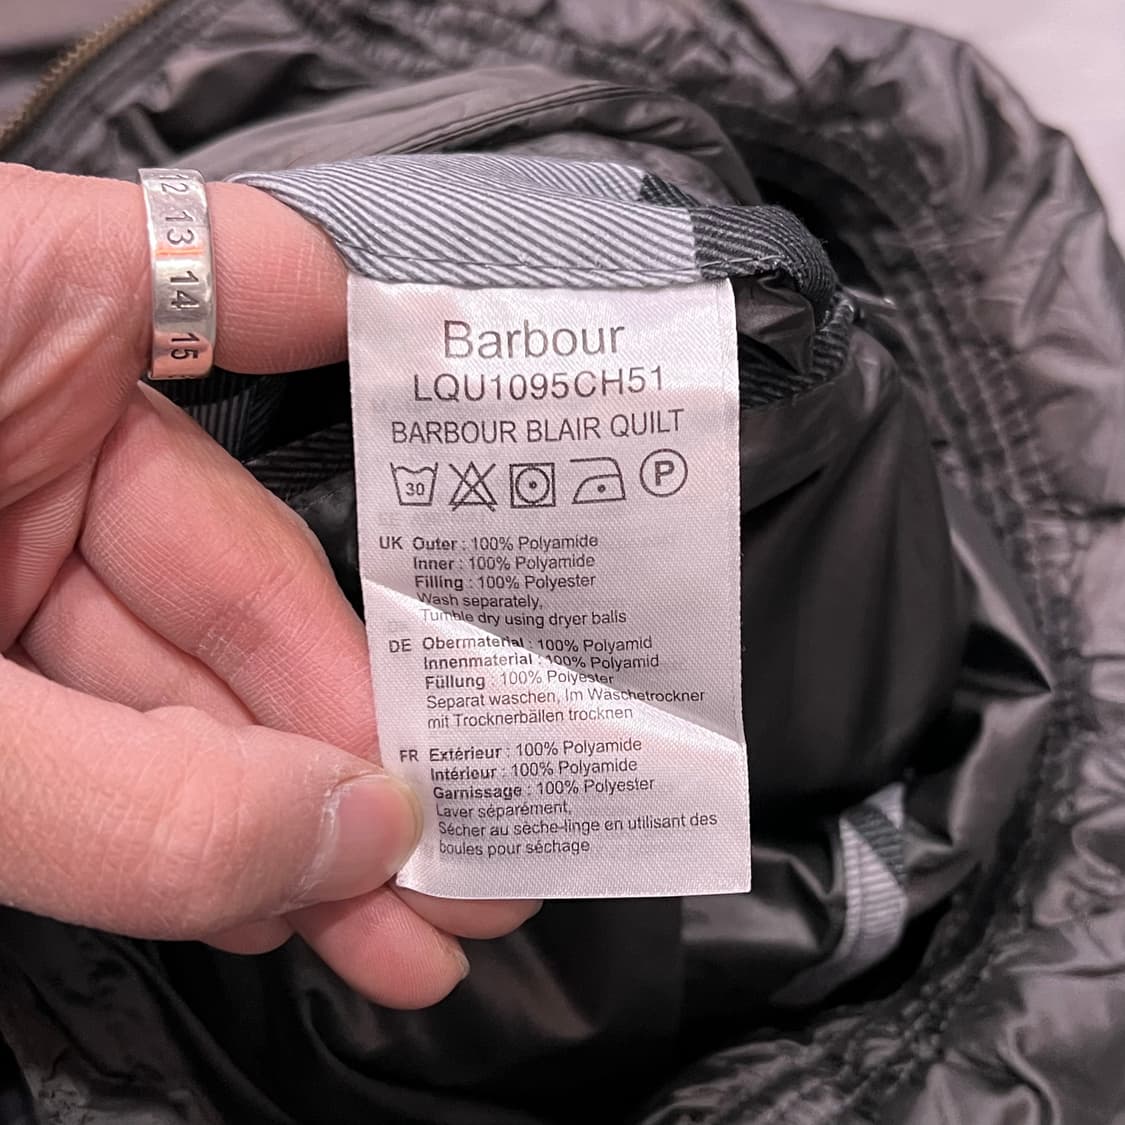 12
13
14
15
Barbour
LQU1095CH51
BARBOUR BLAIR QUILT
30 P
UK Outer : 100% Polyamide
Inner : 100% Polyamide
Filling : 100% Polyester
Wash separately,
Tumble dry using dryer balls
DE Obermaterial : 100% Polyamid
Innenmaterial : 100% Polyamid
Füllung : 100% Polyester
Separat waschen, Im Wäschetrockner
mit Trocknerbällen trocknen
FR Extérieur : 100% Polyamide
Intérieur : 100% Polyamide
Garnissage : 100% Polyester
Laver séparément,
Sécher au sèche-linge en utilisant des
boules pour séchage